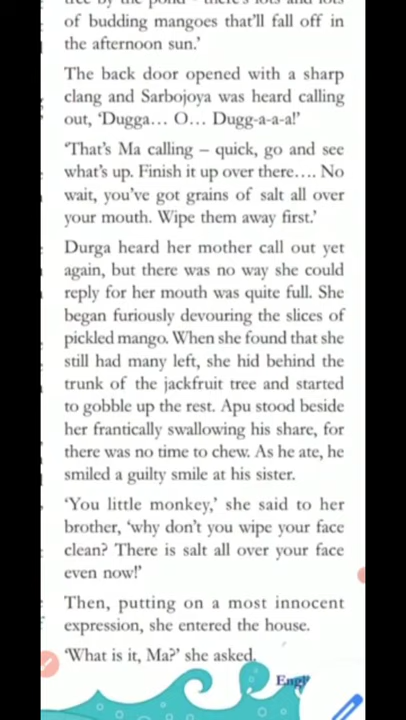 of budding mangoes that'll fall off in
the afternoon sun.'
The back door opened with a sharp
clang and Sarbojoya was heard calling
out, 'Dugga... O... Dugg-a-a-a!'
'That's Ma calling – quick, go and see
what's up. Finish it up over there.... No
wait, you've got grains of salt all over
your mouth. Wipe them away first.'
Durga heard her mother call out yet
again, but there was no way she could
reply for her mouth was quite full. She
began furiously devouring the slices of
pickled mango. When she found that she
still had many left, she hid behind the
trunk of the jackfruit tree and started
to gobble up the rest. Apu stood beside
her frantically swallowing his share, for
there was no time to chew. As he ate, he
smiled a guilty smile at his sister.
'You little monkey,' she said to her
brother, 'why don't you wipe your face
clean? There is salt all over your face
even now!'
Then, putting on a most innocent
expression, she entered the house.
'What is it, Ma?' she asked.